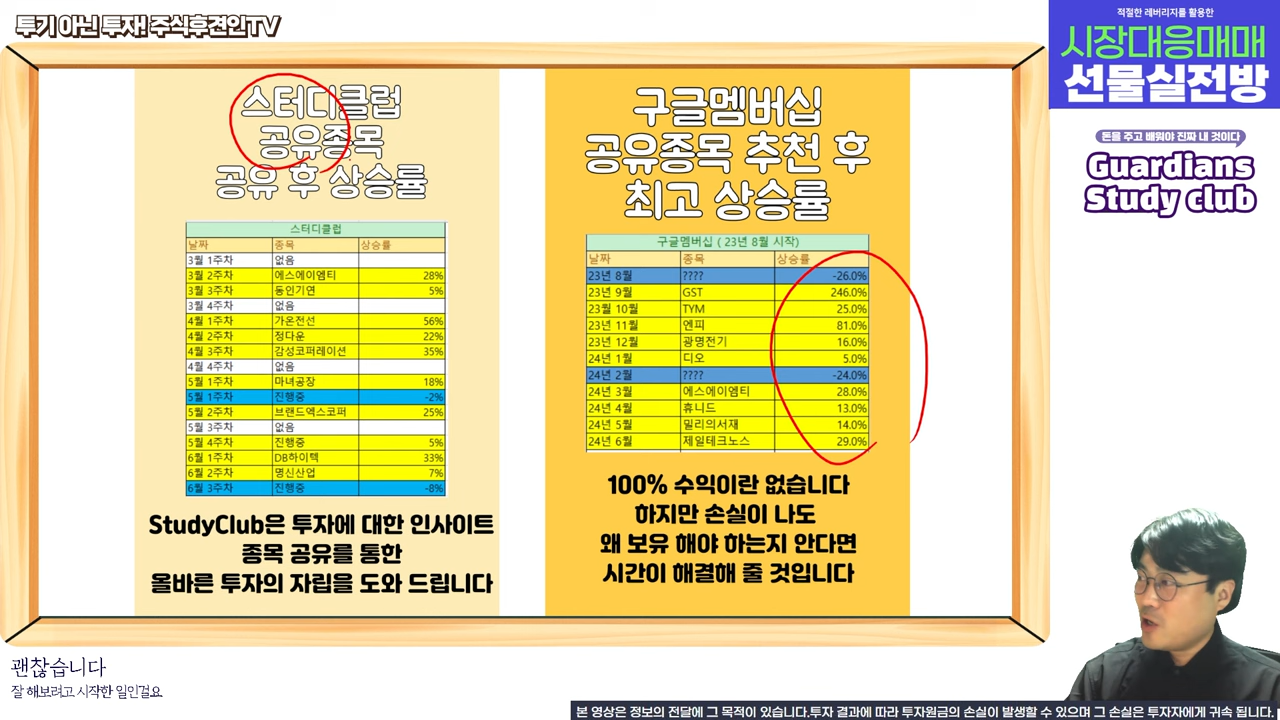 투기 아닌 투자! 주식후견인TV
적절한 레버리지를 활용한
시장대응매매
선물실전방
돈을 주고 배워야 진짜 내 것이다
Guardians
Study club
스터디클럽
공유종목
공유 후 상승률
스터디클럽
날짜 종목 상승률
3월 1주차 없음
3월 2주차 에스에이엠티 28%
3월 3주차 동인기연 5%
3월 4주차 없음
4월 1주차 가온전선 56%
4월 2주차 정다운 22%
4월 3주차 감성코퍼레이션 35%
4월 4주차 없음
5월 1주차 마녀공장 18%
5월 1주차 진행중 -2%
5월 2주차 브랜드엑스코퍼 25%
5월 3주차 없음
5월 4주차 진행중 5%
6월 1주차 DB하이텍 33%
6월 2주차 명신산업 7%
6월 3주차 진행중 -8%
StudyClub은 투자에 대한 인사이트
종목 공유를 통한
올바른 투자의 자립을 도와 드립니다
구글멤버십
공유종목 추천 후
최고 상승률
구글멤버십 ( 23년 8월 시작)
날짜 종목 상승률
23년 8월 ???? -26.0%
23년 9월 GST 246.0%
23월 10월 TYM 25.0%
23년 11월 엔피 81.0%
23년 12월 광명전기 16.0%
24년 1월 디오 5.0%
24년 2월 ???? -24.0%
24년 3월 에스에이엠티 28.0%
24년 4월 휴니드 13.0%
24년 5월 밀리의서재 14.0%
24년 6월 제일테크노스 29.0%
100% 수익이란 없습니다
하지만 손실이 나도
왜 보유 해야 하는지 안다면
시간이 해결해 줄 것입니다
괜찮습니다
잘 해보려고 시작한 일인걸요
본 영상은 정보의 전달에 그 목적이 있습니다.투자 결과에 따라 투자원금의 손실이 발생할 수 있으며 그 손실은 투자자에게 귀속 됩니다.